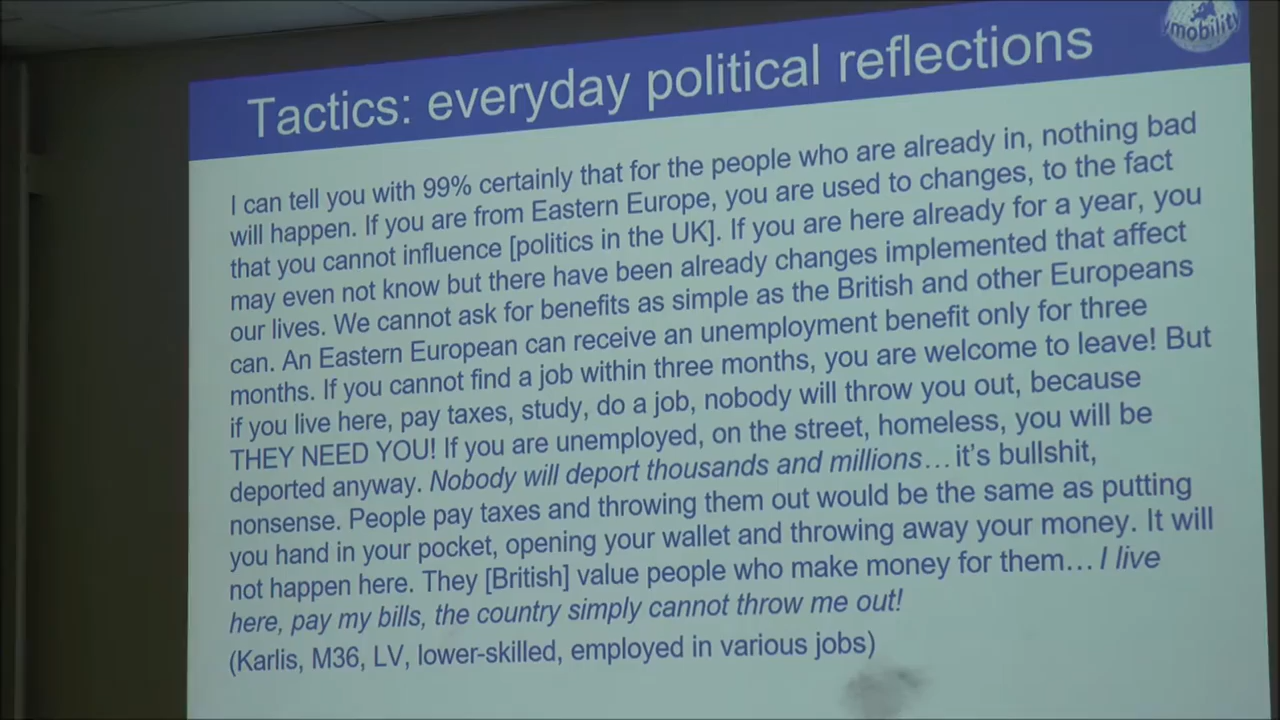 Tactics: everyday political reflections
ymobility
I can tell you with 99% certainly that for the people who are already in, nothing bad
will happen. If you are from Eastern Europe, you are used to changes, to the fact
that you cannot influence [politics in the UK]. If you are here already for a year, you
may even not know but there have been already changes implemented that affect
our lives. We cannot ask for benefits as simple as the British and other Europeans
can. An Eastern European can receive an unemployment benefit only for three
months. If you cannot find a job within three months, you are welcome to leave! But
if you live here, pay taxes, study, do a job, nobody will throw you out, because
THEY NEED YOU! If you are unemployed, on the street, homeless, you will be
deported anyway. Nobody will deport thousands and millions… it's bullshit,
nonsense. People pay taxes and throwing them out would be the same as putting
you hand in your pocket, opening your wallet and throwing away your money. It will
not happen here. They [British] value people who make money for them… I live
here, pay my bills, the country simply cannot throw me out!
(Karlis, M36, LV, lower-skilled, employed in various jobs)